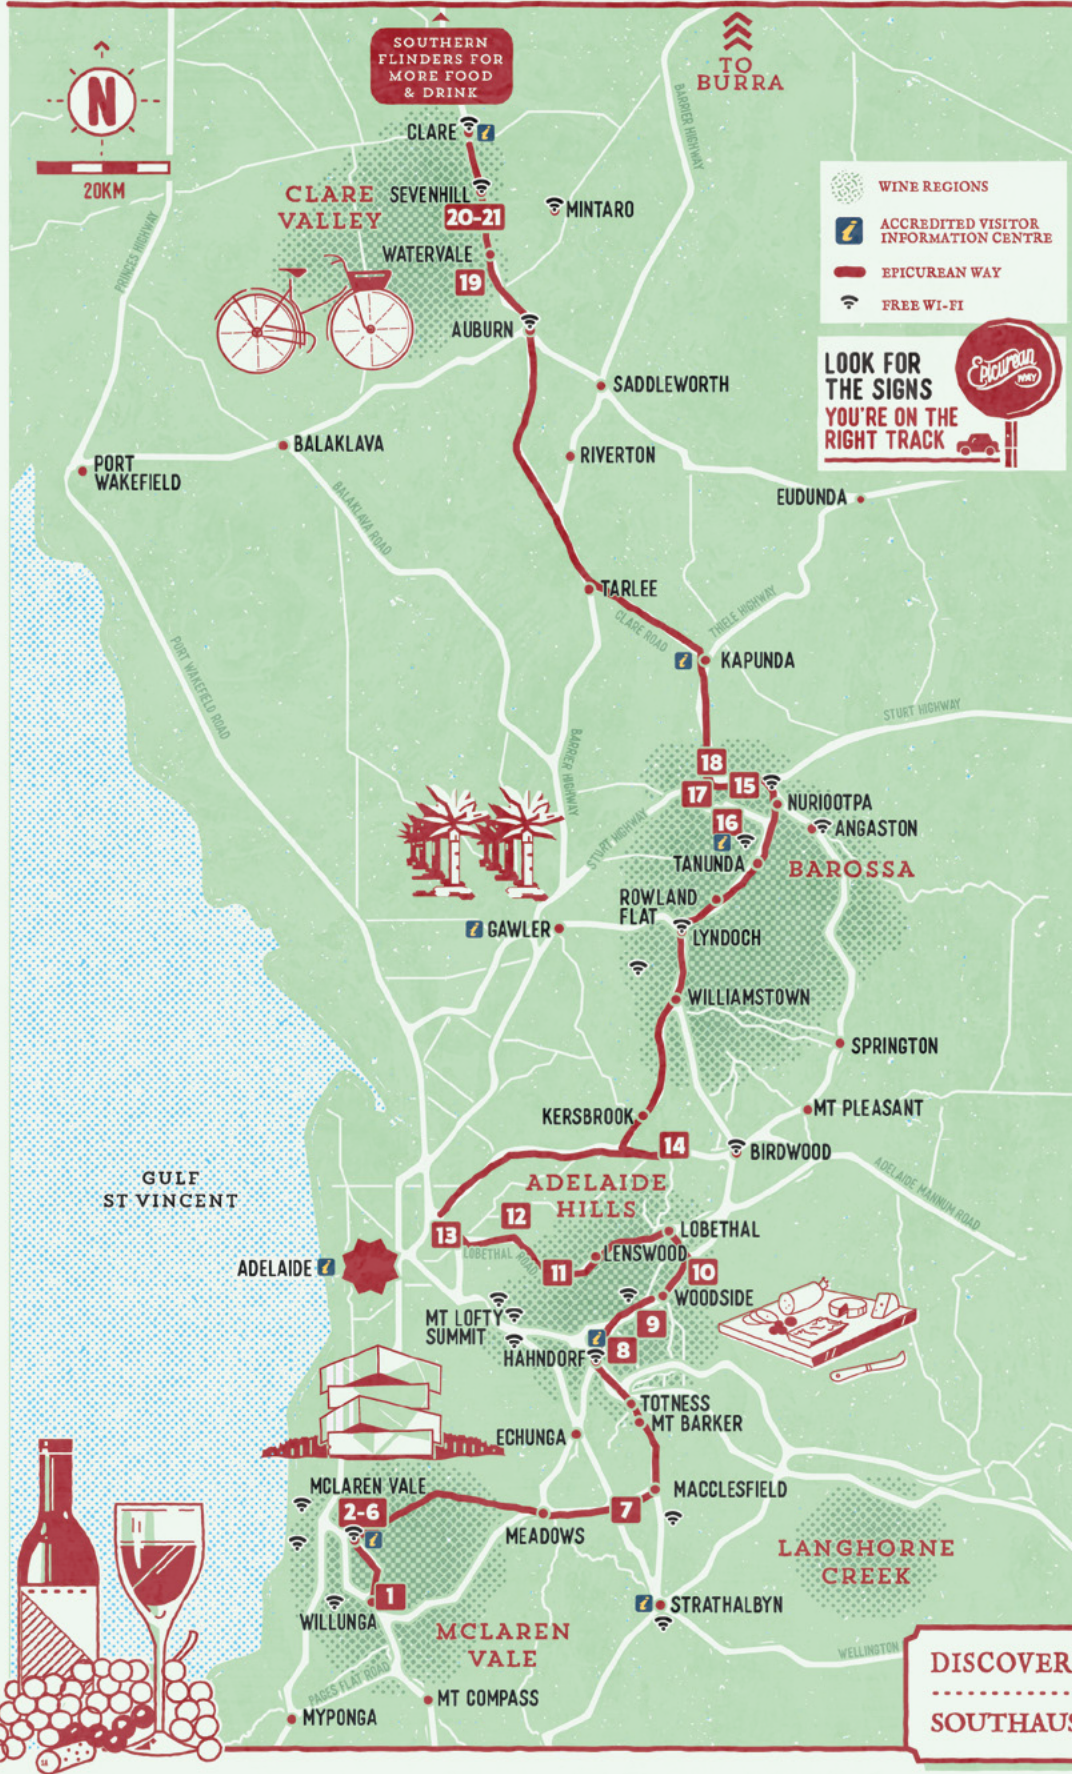 SOUTHERN
FLINDERS FOR
MORE FOOD
& DRINK
TO
BURRA
N
20KM
BARRIER HIGHWAY
CLARE
i
CLARE
VALLEY
SEVENHILL
20-21
MINTARO
WATERVALE
19
AUBURN
PRINCES HIGHWAY
WINE REGIONS
i
ACCREDITED VISITOR
INFORMATION CENTRE
EPICUREAN WAY
FREE WI-FI
LOOK FOR
THE SIGNS
YOU'RE ON THE
RIGHT TRACK
Epicurean
WAY
SADDLEWORTH
BALAKLAVA
RIVERTON
PORT
WAKEFIELD
EUDUNDA
BALAKLAVA ROAD
TARLEE
CLARE ROAD
THIELE HIGHWAY
i
KAPUNDA
PORT WAKEFIELD ROAD
STURT HIGHWAY
BARRIER HIGHWAY
18
17
15
NURIOOTPA
16
ANGASTON
i
TANUNDA
BAROSSA
STURT HIGHWAY
ROWLAND
FLAT
i
GAWLER
LYNDOCH
WILLIAMSTOWN
SPRINGTON
KERSBROOK
MT PLEASANT
14
BIRDWOOD
ADELAIDE MANNUM ROAD
GULF
ST VINCENT
ADELAIDE
HILLS
12
13
LOBETHAL
LOBETHAL ROAD
LENSWOOD
11
10
ADELAIDE
i
WOODSIDE
MT LOFTY
SUMMIT
9
i
8
HAHNDORF
TOTNESS
MT BARKER
ECHUNGA
MCLAREN VALE
2-6
i
MACCLESFIELD
7
MEADOWS
LANGHORNE
CREEK
1
WILLUNGA
i
STRATHALBYN
MCLAREN
VALE
WELLINGTON
PAGES FLAT ROAD
MT COMPASS
MYPONGA
DISCOVER
SOUTHAUS